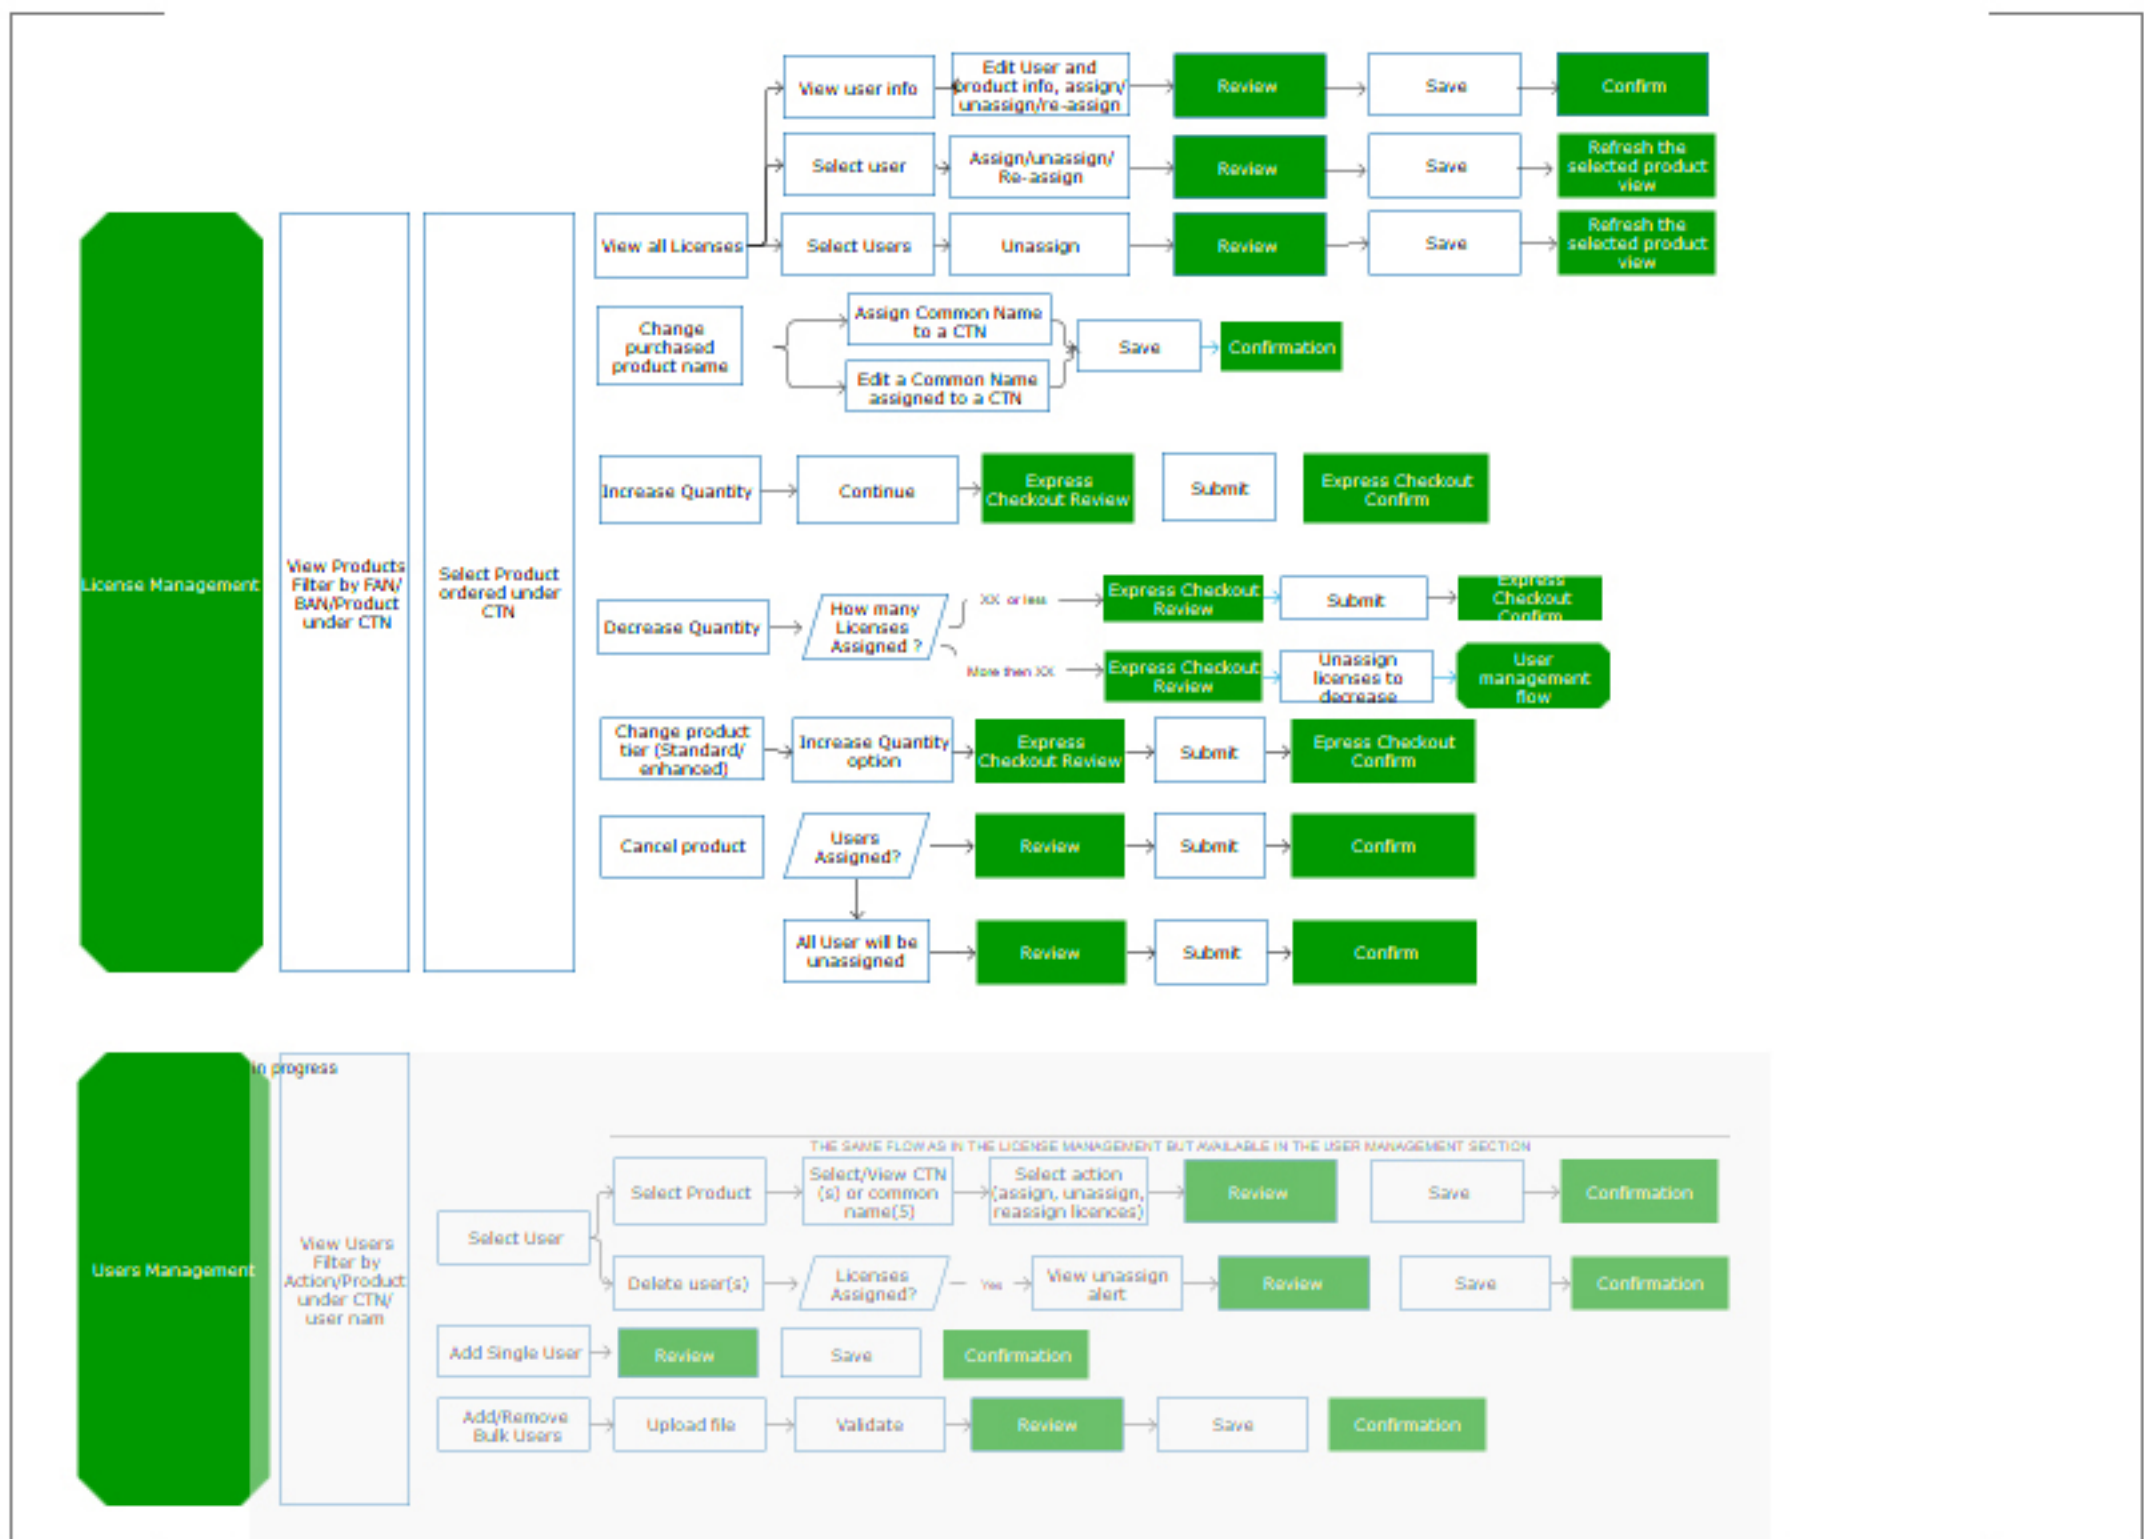 View user info
Edit User and
product info, assign/
unassign/re-assign
Review
Save
Confirm
Select user
Assign/unassign/
Re-assign
Review
Save
Refresh the
selected product
view
View all Licenses
Select Users
Unassign
Review
Save
Refresh the
selected product
view
Change
purchased
product name
Assign Common Name
to a CTN
Edit a Common Name
assigned to a CTN
Save
Confirmation
Increase Quantity
Continue
Express
Checkout Review
Submit
Express Checkout
Confirm
License Management
View Products
Filter by FAN/
BAN/Product
under CTN
Select Product
ordered under
CTN
Decrease Quantity
How many
Licenses
Assigned ?
XX or less
Express Checkout
Review
Submit
Express
Checkout
Confirm
More then XX
Express Checkout
Review
Unassign
licenses to
decrease
User
management
flow
Change product
tier (Standard/
enhanced)
Increase Quantity
option
Express
Checkout Review
Submit
Epress Checkout
Confirm
Cancel product
Users
Assigned?
Review
Submit
Confirm
All User will be
unassigned
Review
Submit
Confirm
in progress
THE SAME FLOW AS IN THE LICENSE MANAGEMENT BUT AVAILABLE IN THE USER MANAGEMENT SECTION
Users Management
View Users
Filter by
Action/Product
under CTN/
user nam
Select User
Select Product
Select/View CTN
(s) or common
name(S)
Select action
(assign, unassign,
reassign licences)
Review
Save
Confirmation
Delete user(s)
Licenses
Assigned?
Yes
View unassign
alert
Review
Save
Confirmation
Add Single User
Review
Save
Confirmation
Add/Remove
Bulk Users
Upload file
Validate
Review
Save
Confirmation